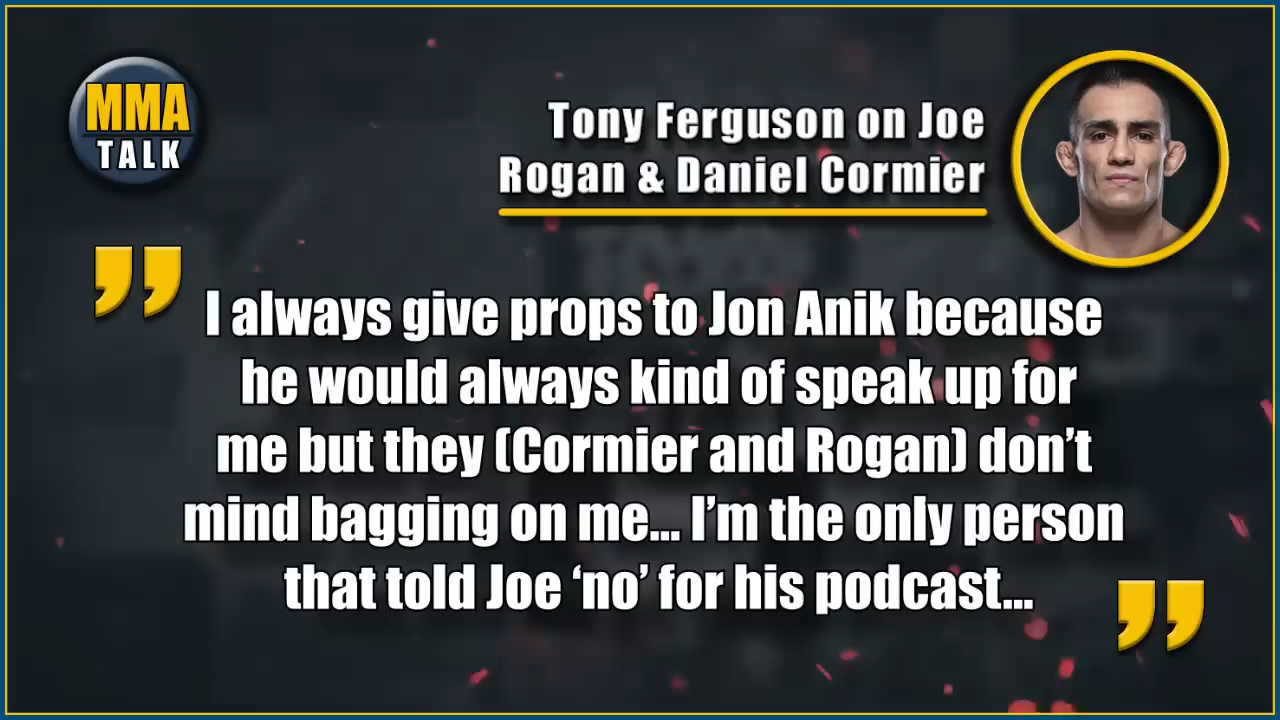 MMA
TALK
Tony Ferguson on Joe
Rogan & Daniel Cormier
I always give props to Jon Anik because
he would always kind of speak up for
me but they (Cormier and Rogan) don’t
mind bagging on me... I’m the only person
that told Joe ‘no’ for his podcast...
”